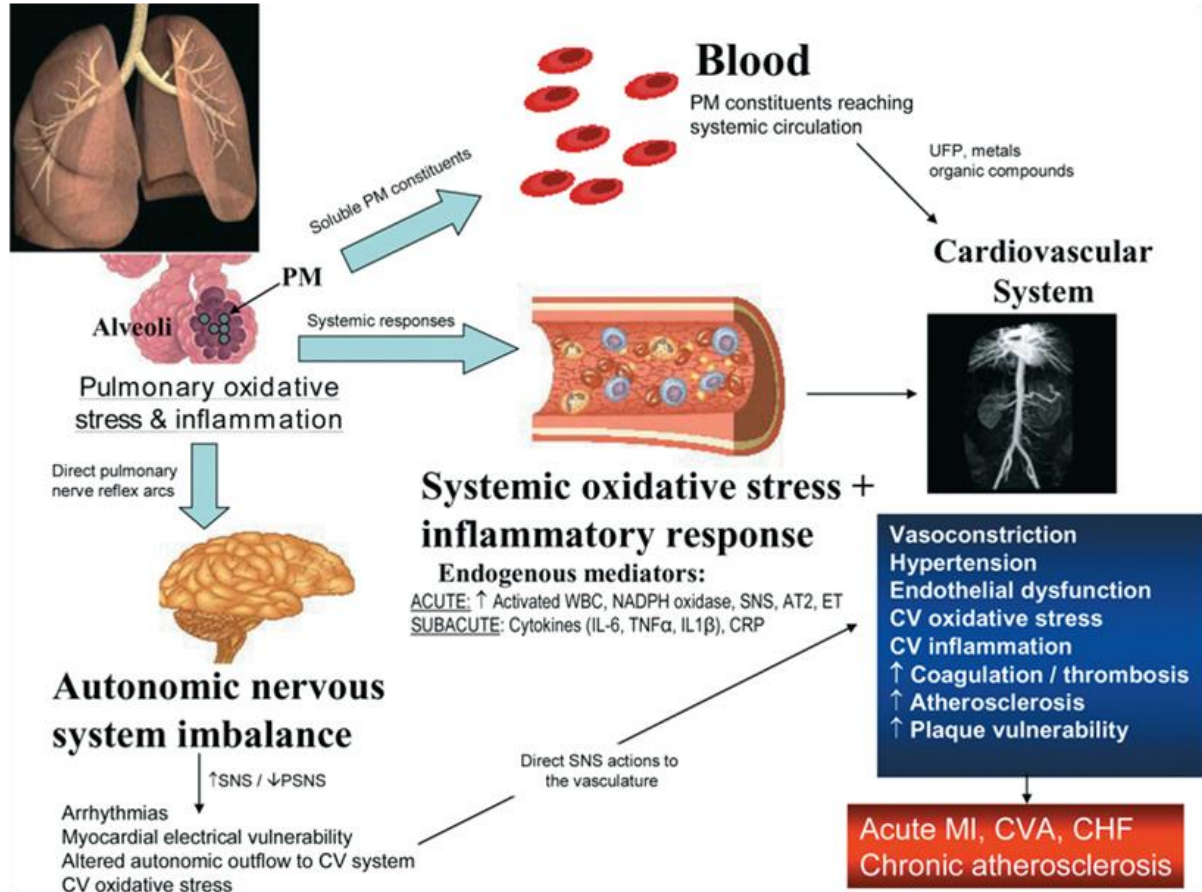 Blood
PM constituents reaching
systemic circulation
UFP, metals
organic compounds
Soluble PM constituents
PM
Alveoli
Systemic responses
Cardiovascular
System
Pulmonary oxidative
stress & inflammation
Direct pulmonary
nerve reflex arcs
Systemic oxidative stress +
inflammatory response
Endogenous mediators:
ACUTE: ↑ Activated WBC, NADPH oxidase, SNS, AT2, ET
SUBACUTE: Cytokines (IL-6, TNFα, IL1β), CRP
Vasoconstriction
Hypertension
Endothelial dysfunction
CV oxidative stress
CV inflammation
↑ Coagulation / thrombosis
↑ Atherosclerosis
↑ Plaque vulnerability
Autonomic nervous
system imbalance
↑SNS / ↓PSNS
Direct SNS actions to
the vasculature
Arrhythmias
Myocardial electrical vulnerability
Altered autonomic outflow to CV system
CV oxidative stress
Acute MI, CVA, CHF
Chronic atherosclerosis